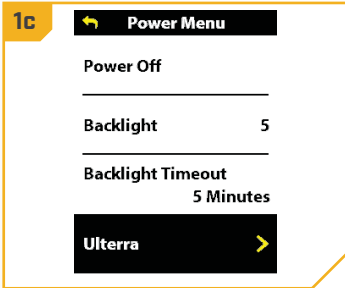 1c
Power Menu
Power Off
Backlight 5
Backlight Timeout
5 Minutes
Ulterra